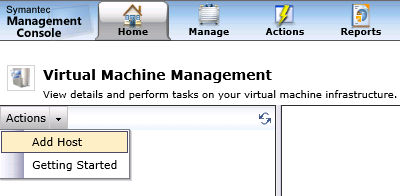 Symantec
Management
Console
Home
Manage
Actions
Reports
Virtual Machine Management
View details and perform tasks on your virtual machine infrastructure.
Actions
Add Host
Getting Started